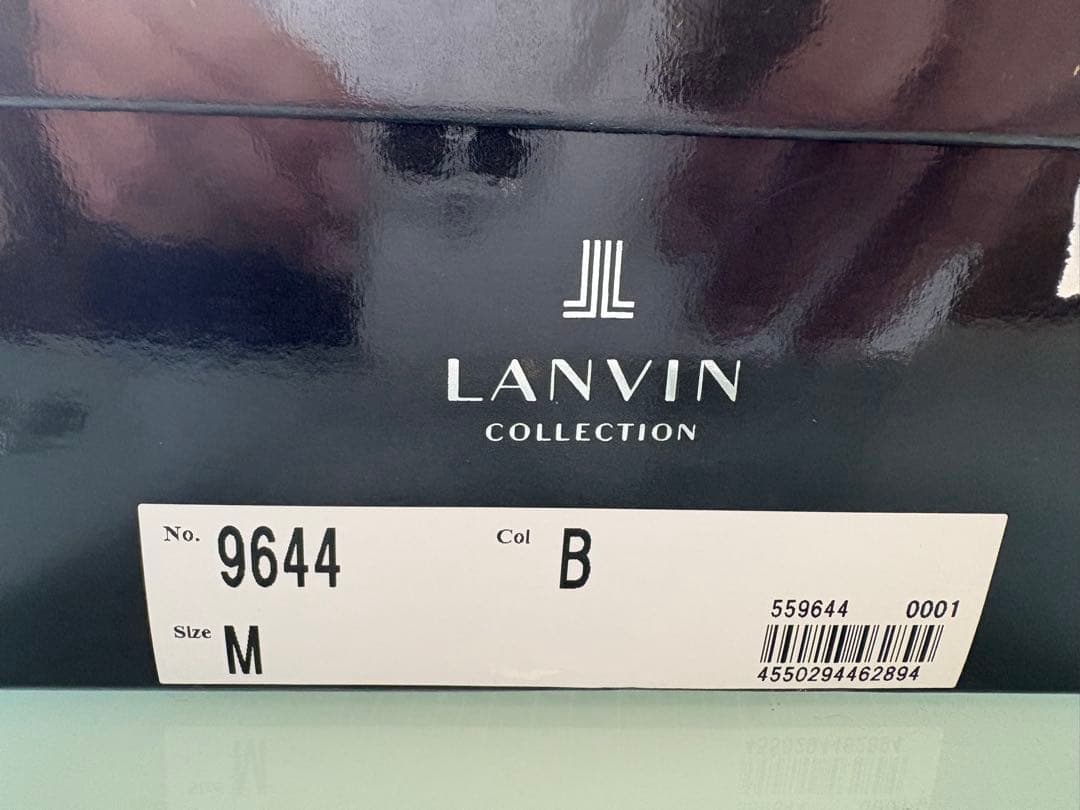 LANVIN
COLLECTION
No. 9644 Col B
Size M
559644 0001
4550294462894